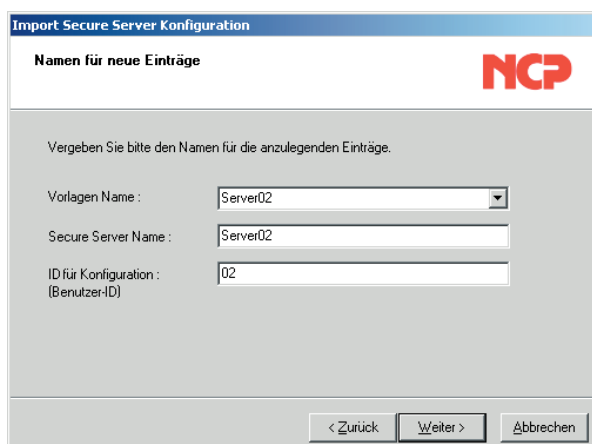 Import Secure Server Konfiguration
Namen für neue Einträge
NCP
Vergeben Sie bitte den Namen für die anzulegenden Einträge.
Vorlagen Name : Server02
Secure Server Name : Server02
ID für Konfiguration : 02
(Benutzer-ID)
< Zurück Weiter > Abbrechen